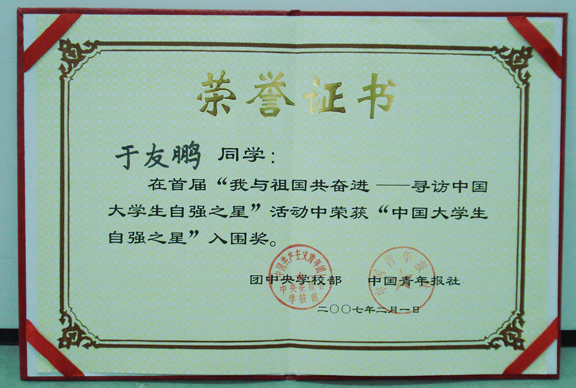 荣誉证书
于友鹏 同学：
在首届“我与祖国共奋进——寻访中国
大学生自强之星”活动中荣获“中国大学生
自强之星”入围奖。
团中央学校部 中国青年报社
二〇〇七年二月一日